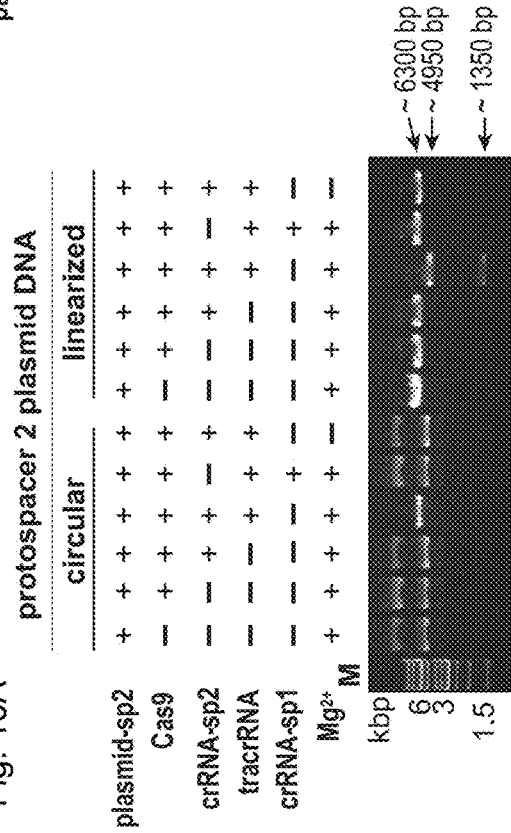 Fig.
protospacer 2 plasmid DNA
circular linearized
plasmid-sp2 + + + + + + + + + + + +
Cas9 − + + + + + − + + + + +
crRNA-sp2 − − + + − + − − + + − +
tracrRNA − − − + + + − − − + + +
crRNA-sp1 − − − − + − − − − − + −
Mg²⁺ + + + + + − + + + + + −
kbp M
6
3
1.5
~ 6300 bp
~ 4950 bp
~ 1350 bp